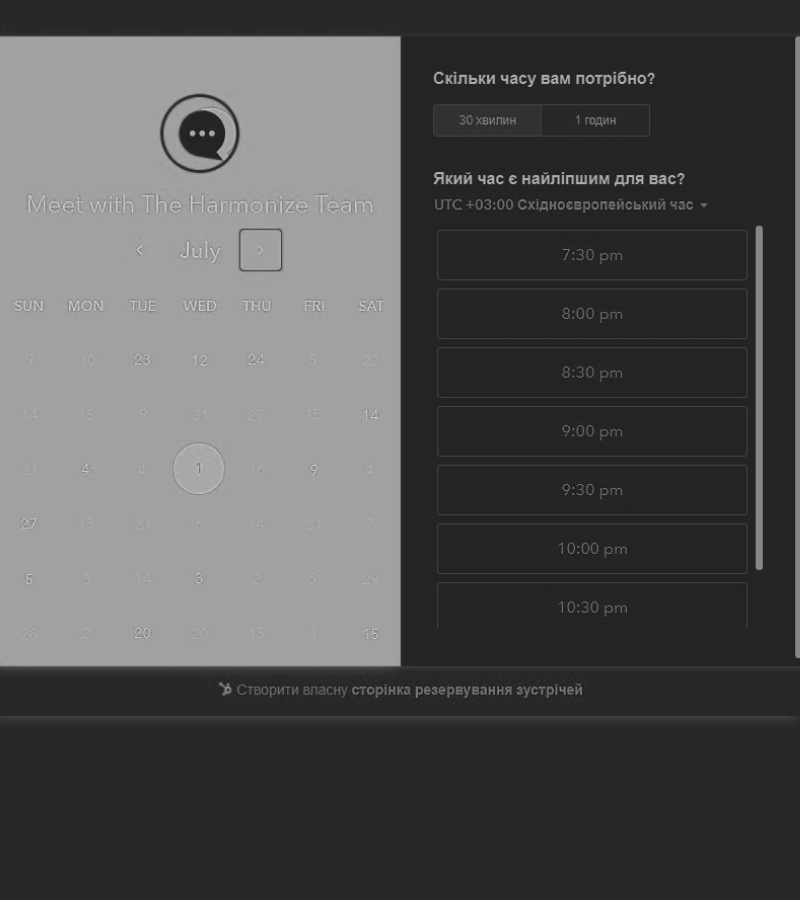 Meet with The Harmonize Team
July
SUN MON TUE WED THU FRI SAT
9 10 23 12 24 5 22
14 15 9 31 27 15 14
31 4 4 1 16 9 4
27 13 31 6 14 31 7
5 3 14 3 2 5 29
28 2 20 20 15 1 15
Скільки часу вам потрібно?
30 хвилин 1 годин
Який час є найліпшим для вас?
UTC +03:00 Східноєвропейський час
7:30 pm
8:00 pm
8:30 pm
9:00 pm
9:30 pm
10:00 pm
10:30 pm
Створити власну сторінка резервування зустрічей